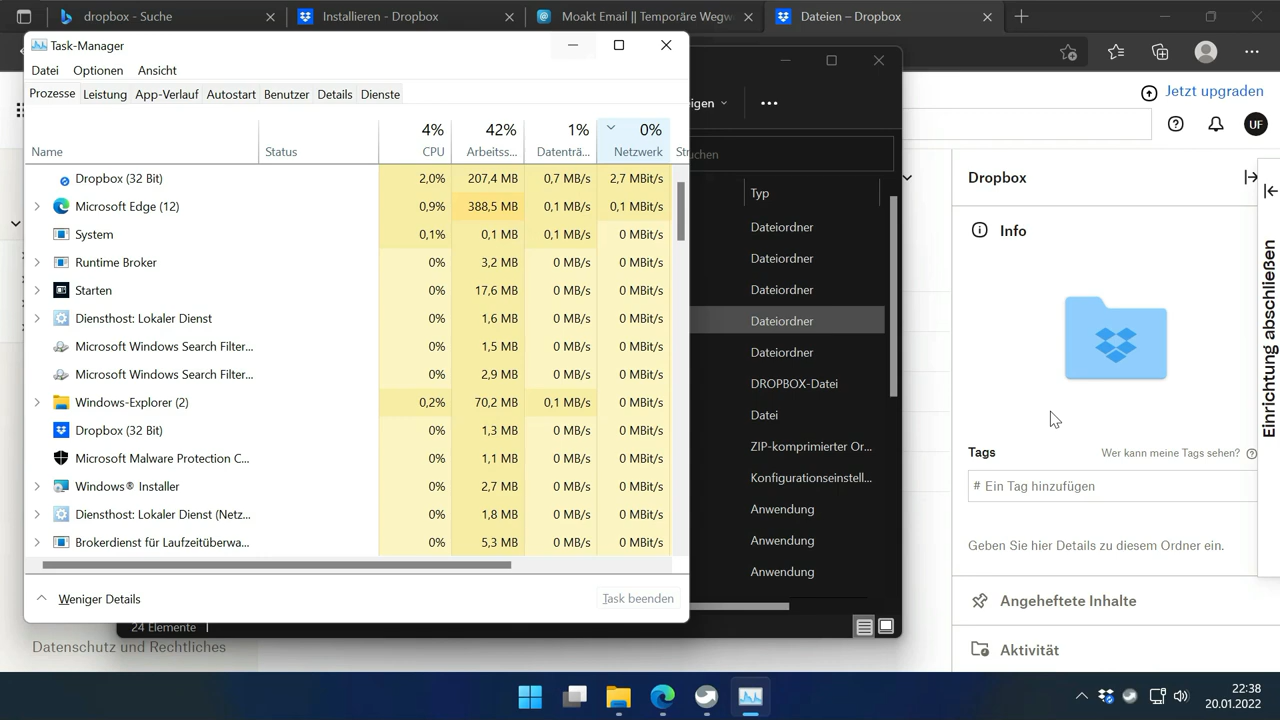 dropbox - Suche
Installieren - Dropbox
Moakt Email || Temporäre Wegw
Dateien – Dropbox
Task-Manager
Datei Optionen Ansicht
Prozesse Leistung App-Verlauf Autostart Benutzer Details Dienste
4% 42% 1% 0%
Name Status CPU Arbeitss... Datenträ... Netzwerk Str
Dropbox (32 Bit) 2,0% 207,4 MB 0,7 MB/s 2,7 MBit/s
Microsoft Edge (12) 0,9% 388,5 MB 0,1 MB/s 0,1 MBit/s
System 0,1% 0,1 MB 0,1 MB/s 0 MBit/s
Runtime Broker 0% 3,2 MB 0 MB/s 0 MBit/s
Starten 0% 17,6 MB 0 MB/s 0 MBit/s
Diensthost: Lokaler Dienst 0% 1,6 MB 0 MB/s 0 MBit/s
Microsoft Windows Search Filter... 0% 1,5 MB 0 MB/s 0 MBit/s
Microsoft Windows Search Filter... 0% 2,9 MB 0 MB/s 0 MBit/s
Windows-Explorer (2) 0,2% 70,2 MB 0,1 MB/s 0 MBit/s
Dropbox (32 Bit) 0% 1,3 MB 0 MB/s 0 MBit/s
Microsoft Malware Protection C... 0% 1,1 MB 0 MB/s 0 MBit/s
Windows® Installer 0% 2,7 MB 0 MB/s 0 MBit/s
Diensthost: Lokaler Dienst (Netz... 0% 1,8 MB 0 MB/s 0 MBit/s
Brokerdienst für Laufzeitüberwa... 0% 5,3 MB 0 MB/s 0 MBit/s
Weniger Details
Task beenden
eigen
chen
Typ
Dateiordner
Dateiordner
Dateiordner
Dateiordner
Dateiordner
DROPBOX-Datei
Datei
ZIP-komprimierter Or...
Konfigurationseinstell...
Anwendung
Anwendung
Anwendung
24 Elemente
Jetzt upgraden
UF
Dropbox
Info
Tags
Wer kann meine Tags sehen?
# Ein Tag hinzufügen
Geben Sie hier Details zu diesem Ordner ein.
Angeheftete Inhalte
Aktivität
Einrichtung abschließen
Datenschutz und Rechtliches
22:38
20.01.2022